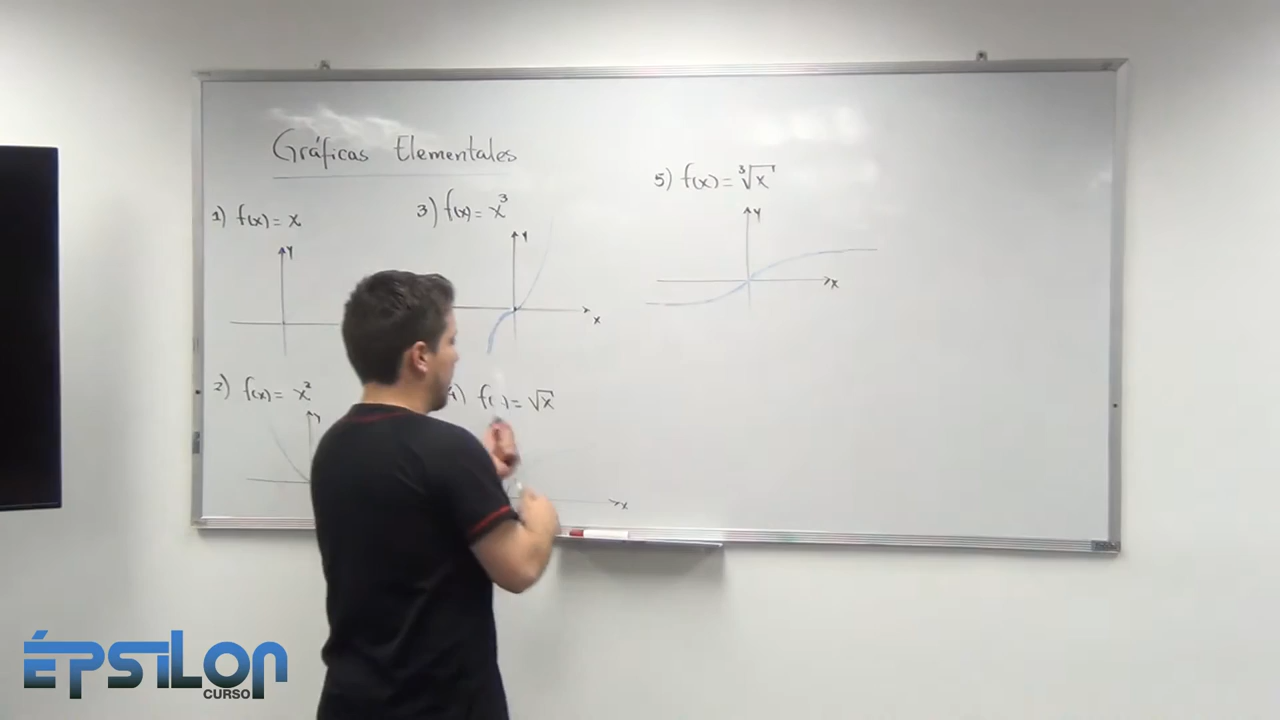 Gráficas Elementales
1) f(x) = x
y
2) f(x) = x²
y
3) f(x) = x³
y
x
4) f( ) = √x
x
5) f(x) = ∛x
y
x
ÉPSILON
CURSO